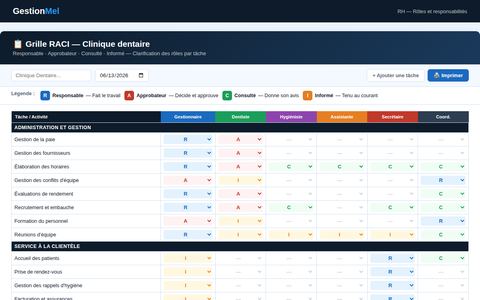 GestionMel
RH — Rôles et responsabilités
📋 Grille RACI — Clinique dentaire
Responsable · Approbateur · Consulté · Informé — Clarification des rôles par tâche
Clinique Dentaire...
06/13/2026
+ Ajouter une tâche
🖨 Imprimer
Légende :
R Responsable — Fait le travail
A Approbateur — Décide et approuve
C Consulté — Donne son avis
I Informé — Tenu au courant
Tâche / Activité Gestionnaire Dentiste Hygiéniste Assistante Secrétaire Coord.
ADMINISTRATION ET GESTION
Gestion de la paie R A — — — —
Gestion des fournisseurs R A — — — —
Élaboration des horaires R A C C C C
Gestion des conflits d'équipe A I — — — R
Évaluations de rendement R A — — — C
Recrutement et embauche R A C — C C
Formation du personnel A I — — — R
Réunions d'équipe R I I I I C
SERVICE À LA CLIENTÈLE
Accueil des patients I — — — R C
Prise de rendez-vous I — — — R —
Gestion des rappels d'hygiène I — — — R —
Facturation et assurances I — — — R —